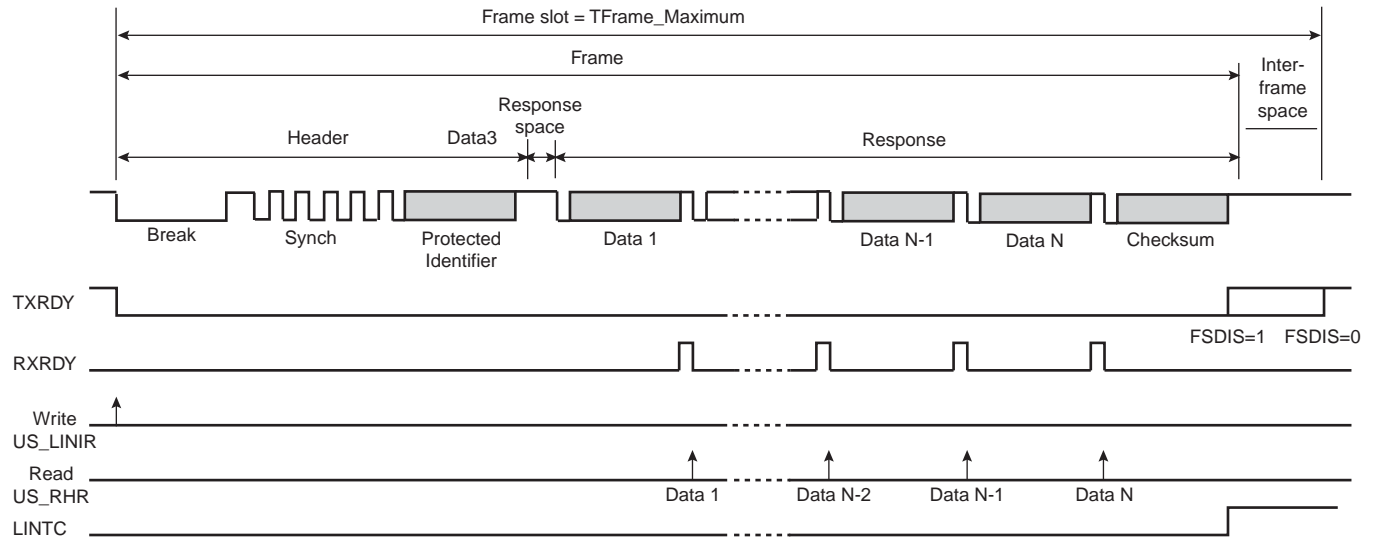 Frame slot = TFrame_Maximum
Frame
Inter-
frame
space
Response
space
Header
Data3
Response
Break
Synch
Protected
Identifier
Data 1
Data N-1
Data N
Checksum
TXRDY
FSDIS=1
FSDIS=0
RXRDY
Write
US_LINIR
Read
US_RHR
Data 1
Data N-2
Data N-1
Data N
LINTC